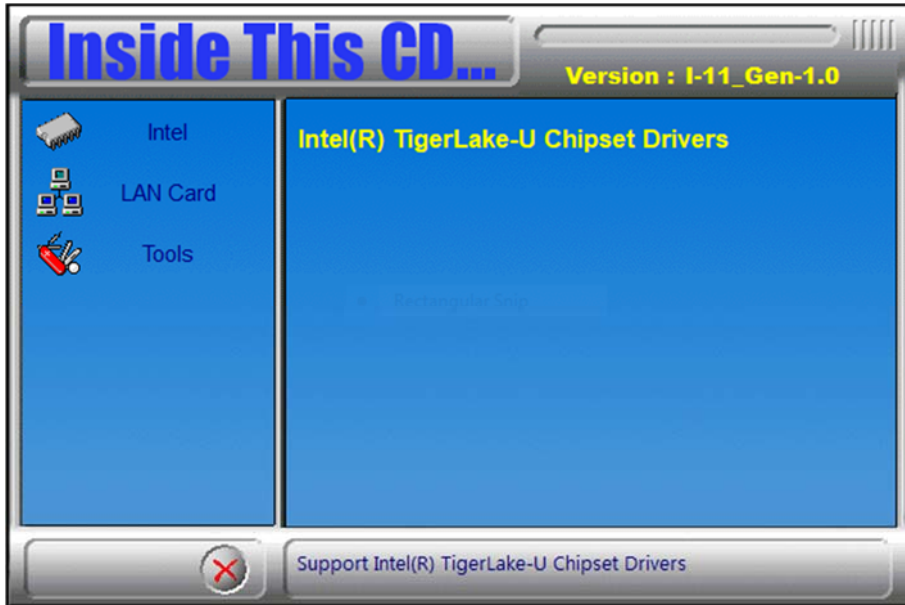 Inside This CD...
Version : I-11_Gen-1.0
Intel
LAN Card
Tools
Intel(R) TigerLake-U Chipset Drivers
Rectangular Snip
Support Intel(R) TigerLake-U Chipset Drivers